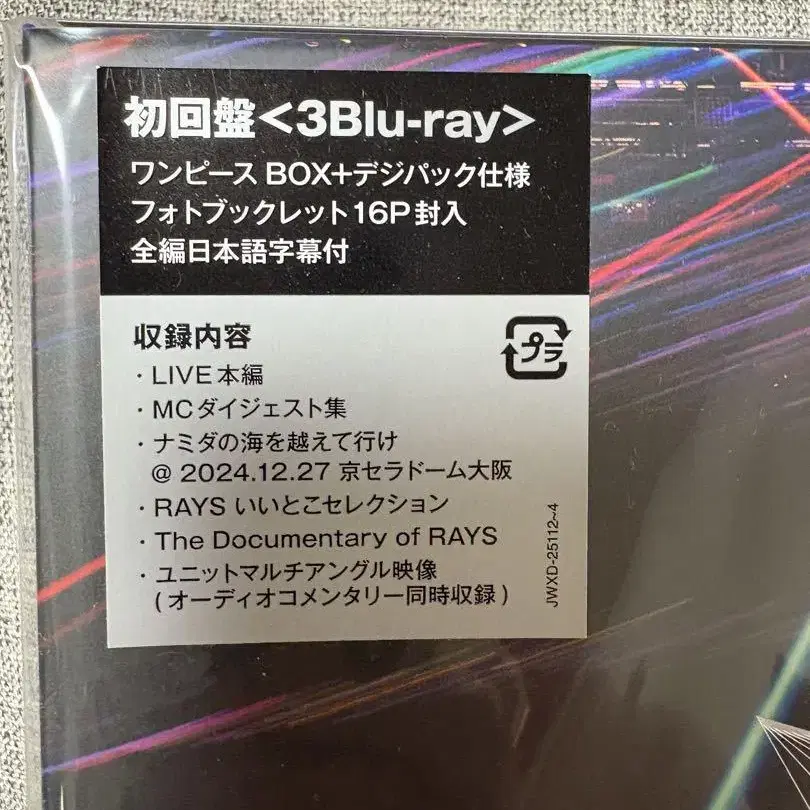 初回盤<3Blu-ray>
ワンピース BOX+デジパック仕様
フォトブックレット16P封入
全編日本語字幕付
収録内容
プラ
・LIVE本編
・MCダイジェスト集
・ナミダの海を越えて行け
@ 2024.12.27 京セラドーム大阪
・RAYS いいとこセレクション
・The Documentary of RAYS
・ユニットマルチアングル映像
(オーディオコメンタリー同時収録)
JWXD-25112~4